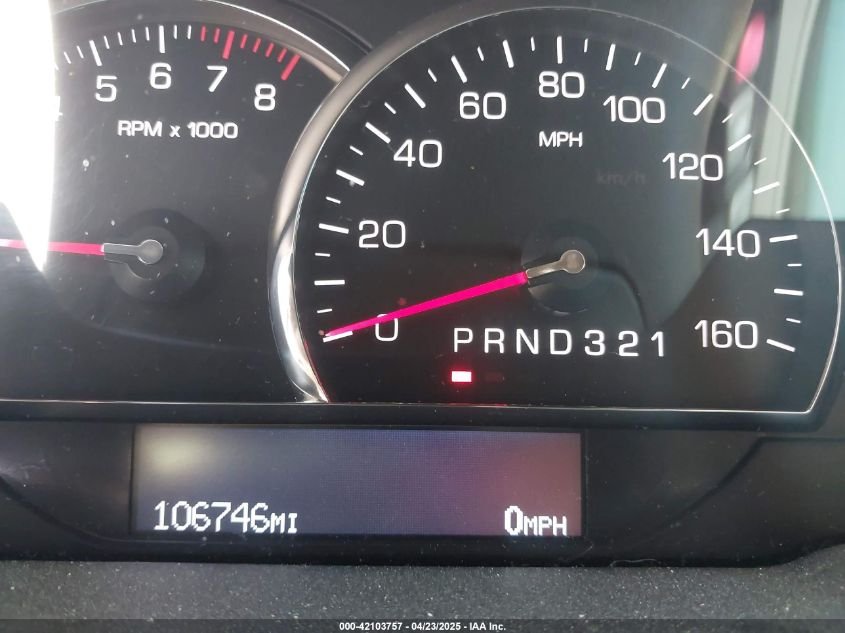 5 6 7 8
RPM x 1000
0 20 40 60 80 100 120 140 160
MPH
km/h
PRND321
106746MI
0MPH
000-42103757 - 04/23/2025 - IAA Inc.